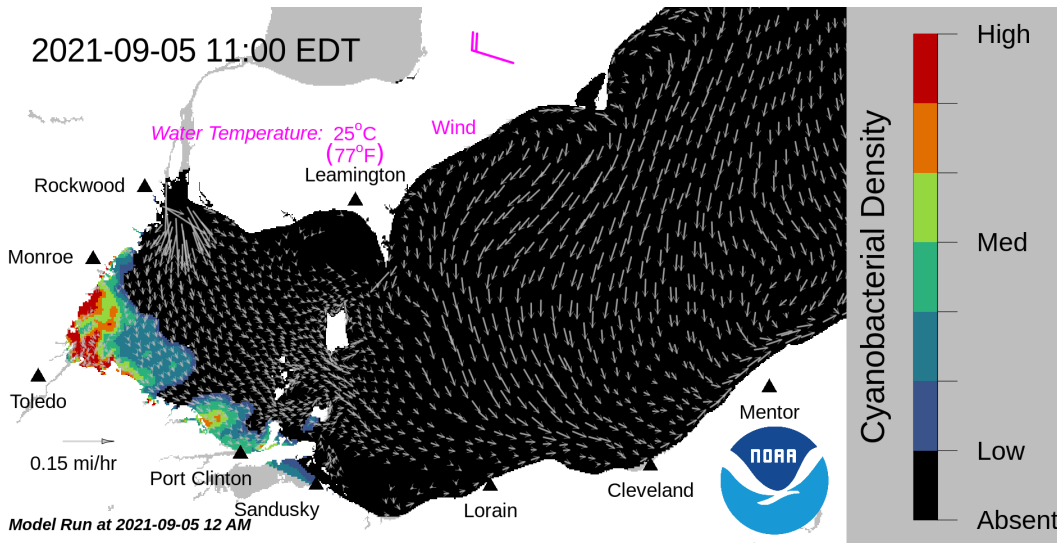 2021-09-05 11:00 EDT
High
Water Temperature: 25°C
(77°F)
Wind
Leamington
Rockwood
Monroe
Med
Cyanobacterial Density
Toledo
Mentor
0.15 mi/hr
NOAA
Low
Port Clinton
Cleveland
Sandusky
Lorain
Model Run at 2021-09-05 12 AM
Absent